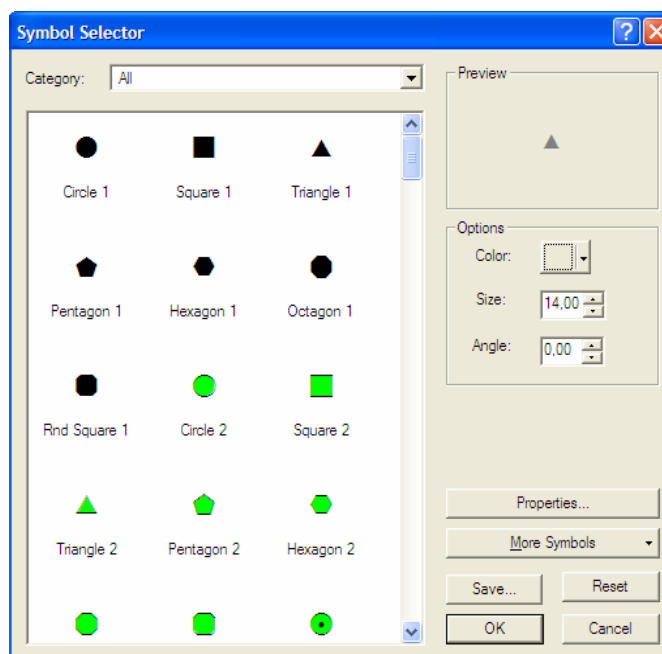 Symbol Selector
Category: All
Circle 1 Square 1 Triangle 1
Pentagon 1 Hexagon 1 Octagon 1
Rnd Square 1 Circle 2 Square 2
Triangle 2 Pentagon 2 Hexagon 2
Preview
Options
Color:
Size: 14,00
Angle: 0,00
Properties...
More Symbols
Save... Reset
OK Cancel